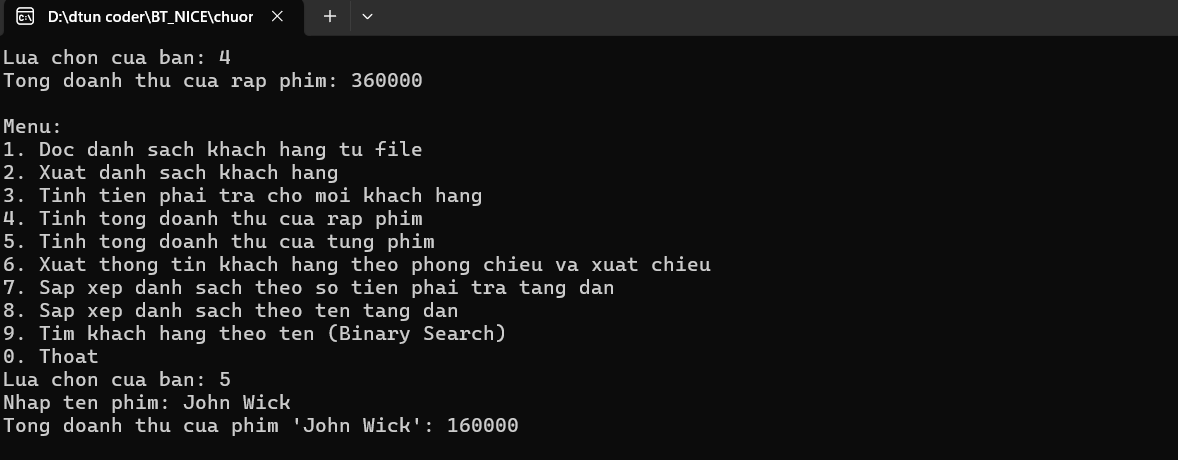 D:\dtun coder\BT_NICE\chuor
Lua chon cua ban: 4
Tong doanh thu cua rap phim: 360000
Menu:
1. Doc danh sach khach hang tu file
2. Xuat danh sach khach hang
3. Tinh tien phai tra cho moi khach hang
4. Tinh tong doanh thu cua rap phim
5. Tinh tong doanh thu cua tung phim
6. Xuat thong tin khach hang theo phong chieu va xuat chieu
7. Sap xep danh sach theo so tien phai tra tang dan
8. Sap xep danh sach theo ten tang dan
9. Tim khach hang theo ten (Binary Search)
0. Thoat
Lua chon cua ban: 5
Nhap ten phim: John Wick
Tong doanh thu cua phim 'John Wick': 160000